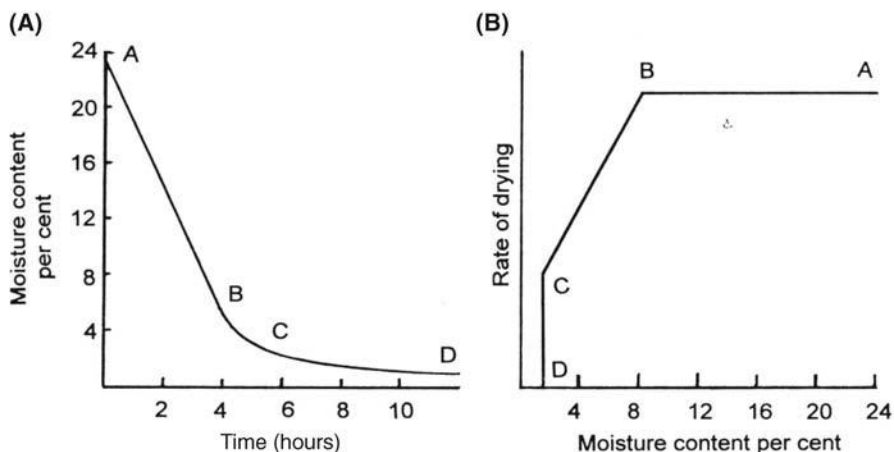 (A)
24
20
16
12
8
4
Moisture content
per cent
A
B
C
D
2
4
6
8
10
Time (hours)
(B)
Rate of drying
B
A
C
D
4
8
12
16
20
24
Moisture content per cent